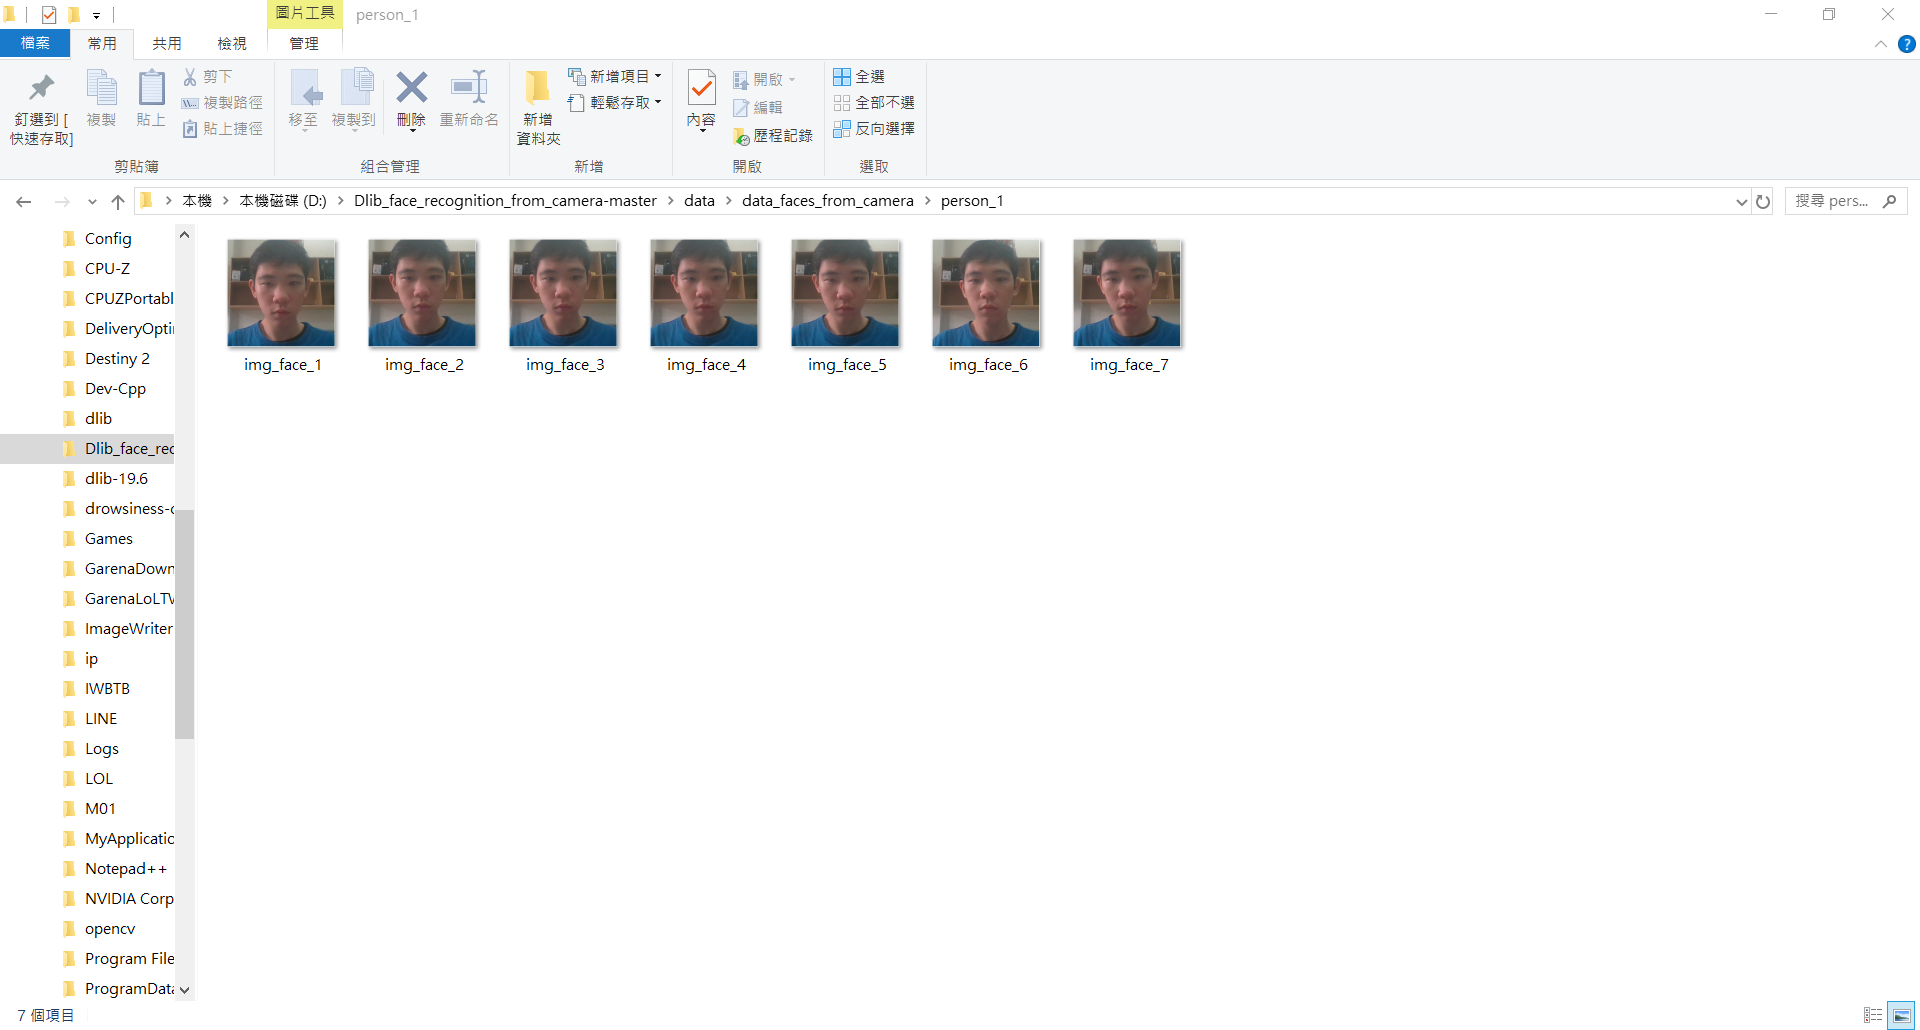 圖片工具
person_1
檔案
常用
共用
檢視
管理
釘選到 [
快速存取]
複製
貼上
剪下
複製路徑
貼上捷徑
剪貼簿
移至
複製到
刪除
重新命名
組合管理
新增
資料夾
新增項目
輕鬆存取
新增
內容
開啟
編輯
歷程記錄
開啟
全選
全部不選
反向選擇
選取
本機 > 本機磁碟 (D:) > Dlib_face_recognition_from_camera-master > data > data_faces_from_camera > person_1
搜尋 pers...
Config
CPU-Z
CPUZPortabl
DeliveryOpti
Destiny 2
Dev-Cpp
dlib
Dlib_face_rec
dlib-19.6
drowsiness-c
Games
GarenaDown
GarenaLoLTW
ImageWriter
ip
IWBTB
LINE
Logs
LOL
M01
MyApplicatio
Notepad++
NVIDIA Corp
opencv
Program File
ProgramData
img_face_1
img_face_2
img_face_3
img_face_4
img_face_5
img_face_6
img_face_7
7 個項目